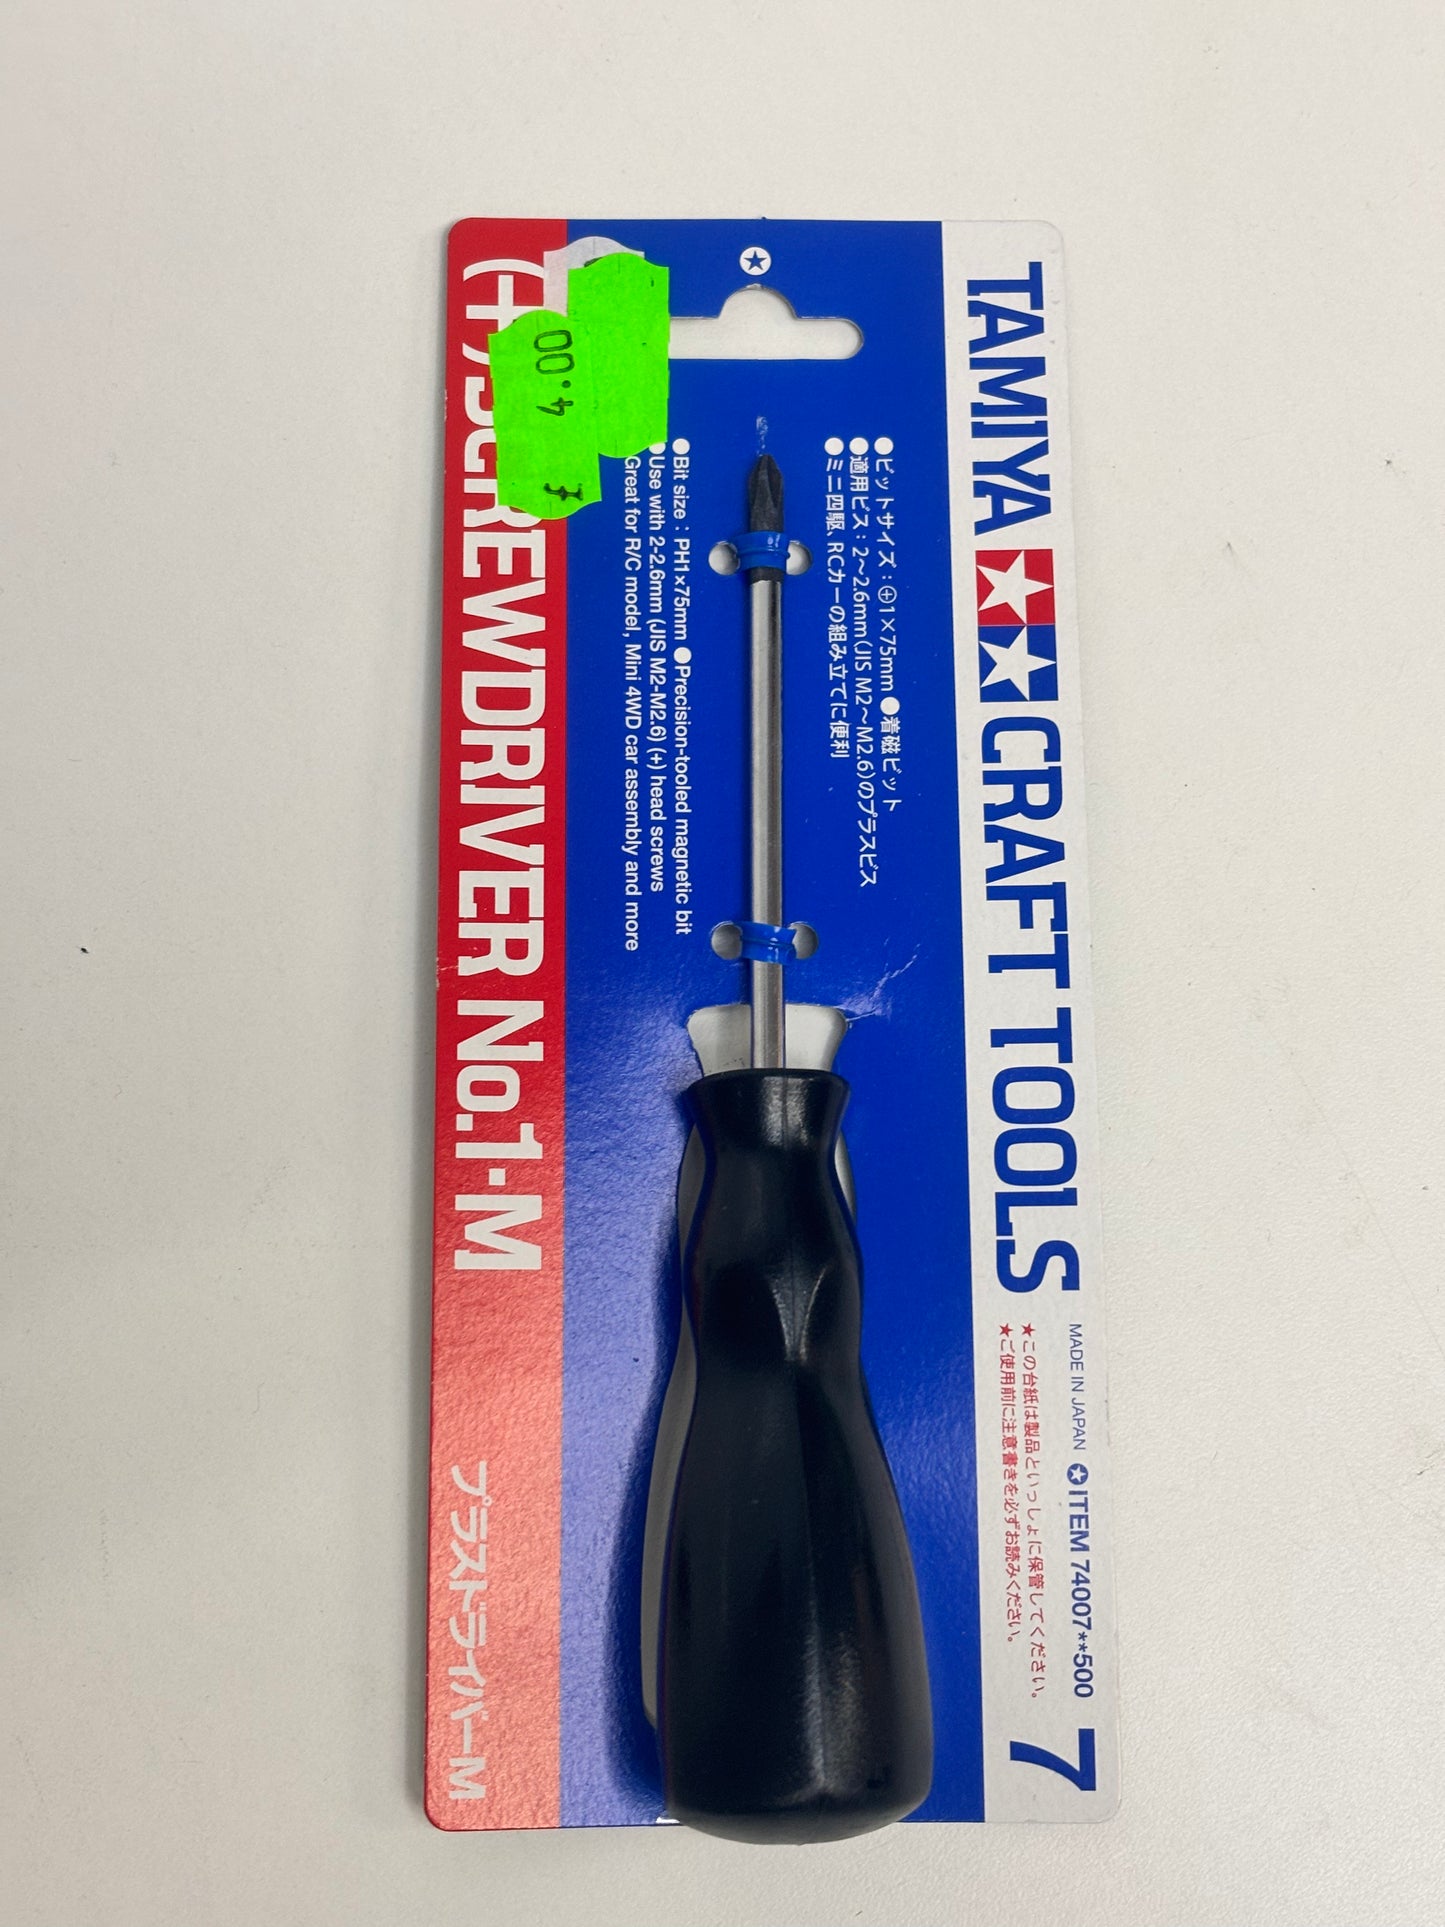 TAMIYA CRAFT TOOLS
MADE IN JAPAN ITEM 74007**500
★この台紙は製品といっしょに保管してください。
★ご使用前に注意書きを必ずお読みください。
7
●ビットサイズ：⊕1×75mm ●着磁ビット
●適用ビス：2〜2.6mm(JIS M2〜M2.6)のプラスビス
●ミニ四駆、RCカーの組み立てに便利
●Bit size : PH1×75mm ●Precision-tooled magnetic bit
●Use with 2-2.6mm (JIS M2-M2.6) (+) head screws
Great for R/C model, Mini 4WD car assembly and more
(+) SCREWDRIVER No.1-M
プラスドライバーM
£ 4.00